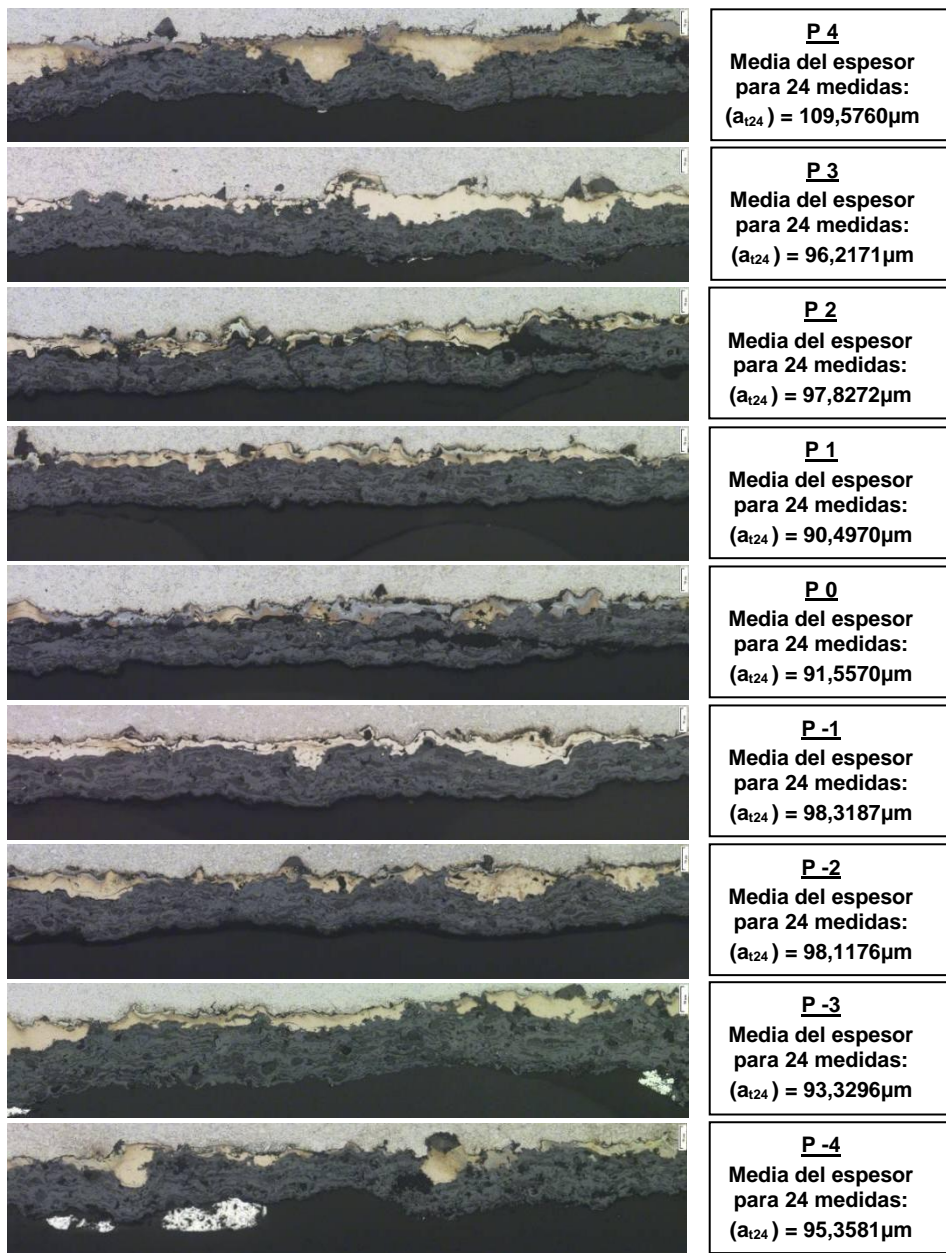 P 4
Media del espesor
para 24 medidas:
(at24 ) = 109,5760µm
P 3
Media del espesor
para 24 medidas:
(at24 ) = 96,2171µm
P 2
Media del espesor
para 24 medidas:
(at24 ) = 97,8272µm
P 1
Media del espesor
para 24 medidas:
(at24 ) = 90,4970µm
P 0
Media del espesor
para 24 medidas:
(at24 ) = 91,5570µm
P -1
Media del espesor
para 24 medidas:
(at24 ) = 98,3187µm
P -2
Media del espesor
para 24 medidas:
(at24 ) = 98,1176µm
P -3
Media del espesor
para 24 medidas:
(at24 ) = 93,3296µm
P -4
Media del espesor
para 24 medidas:
(at24 ) = 95,3581µm